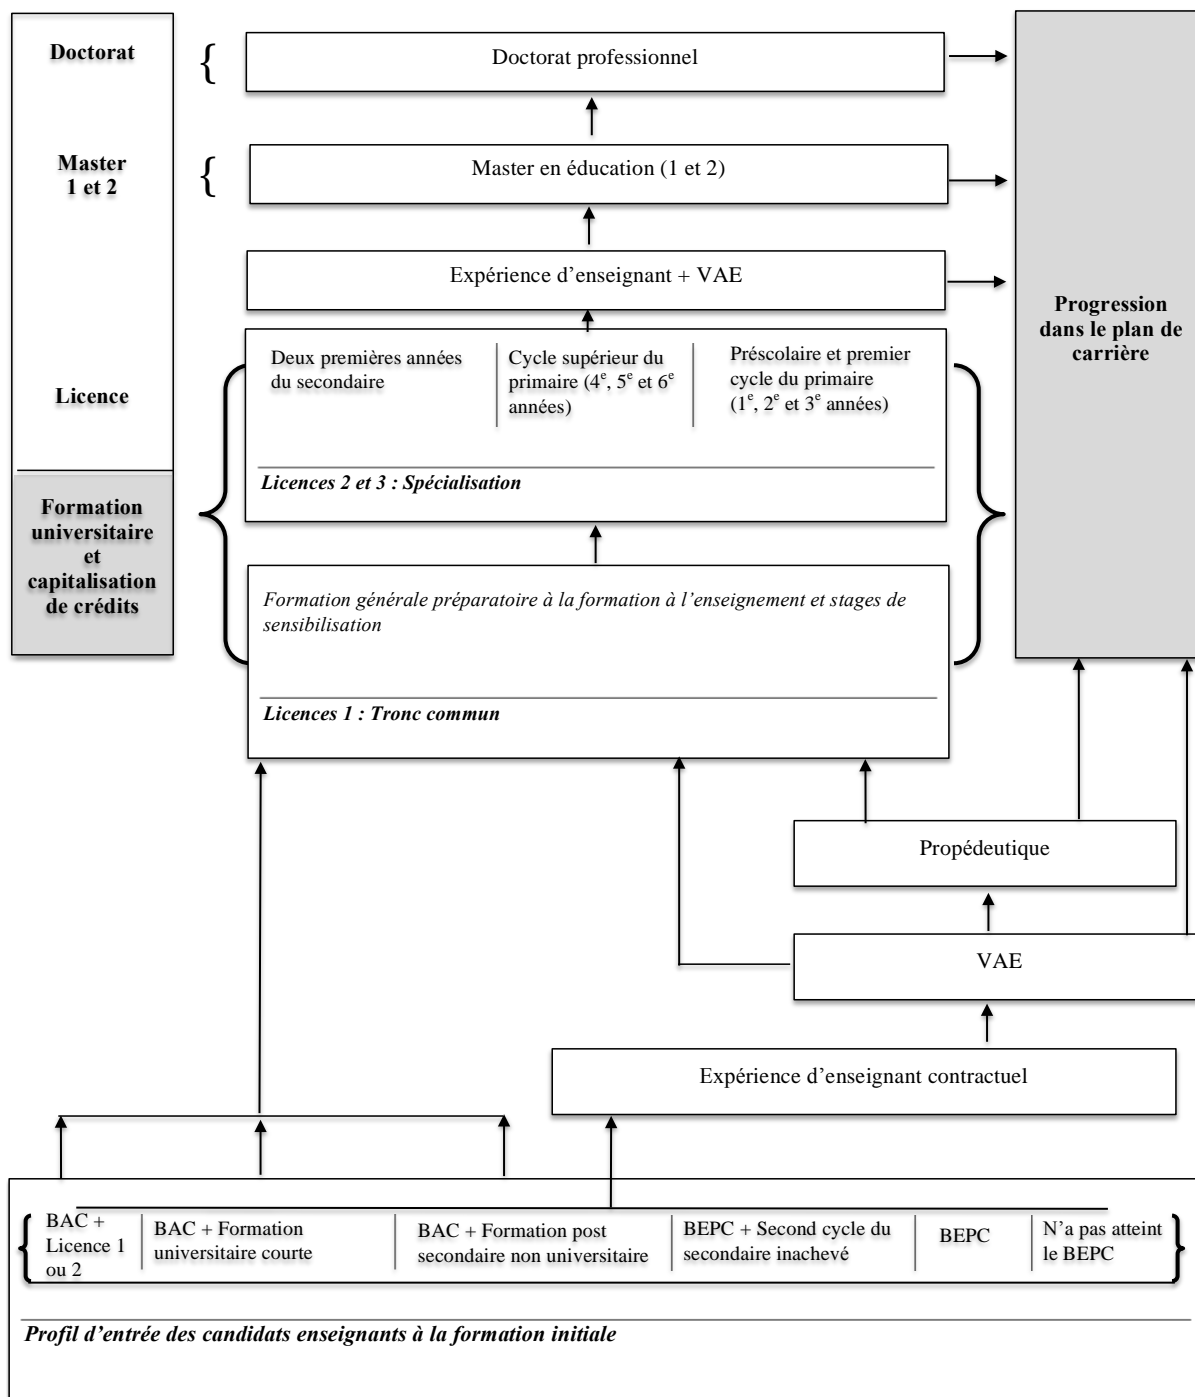 Doctorat
{
Doctorat professionnel
Master
1 et 2
{
Master en éducation (1 et 2)
Expérience d'enseignant + VAE
Progression
dans le plan de
carrière
Licence
Deux premières années
du secondaire
Cycle supérieur du
primaire (4e, 5e et 6e
années)
Préscolaire et premier
cycle du primaire
(1e, 2e et 3e années)
Licences 2 et 3 : Spécialisation
Formation
universitaire
et
capitalisation
de crédits
Formation générale préparatoire à la formation à l'enseignement et stages de
sensibilisation
Licences 1 : Tronc commun
Propédeutique
VAE
Expérience d'enseignant contractuel
BAC +
Licence 1
ou 2
BAC + Formation
universitaire courte
BAC + Formation post
secondaire non universitaire
BEPC + Second cycle du
secondaire inachevé
BEPC
N'a pas atteint
le BEPC
Profil d'entrée des candidats enseignants à la formation initiale